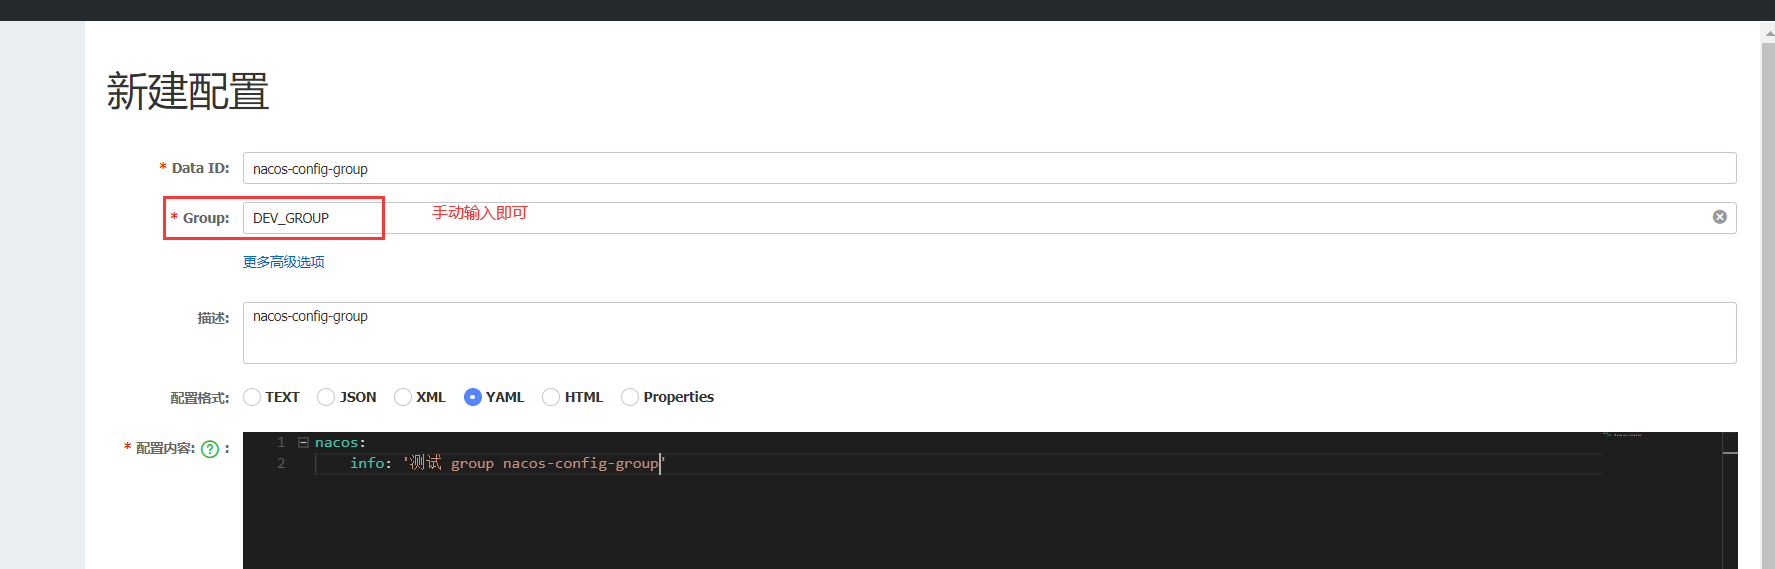 新建配置
* Data ID: nacos-config-group
* Group: DEV_GROUP 手动输入即可
更多高级选项
描述: nacos-config-group
配置格式: TEXT JSON XML YAML HTML Properties
* 配置内容: ? : 1 nacos:
2 info: '测试 group nacos-config-group'